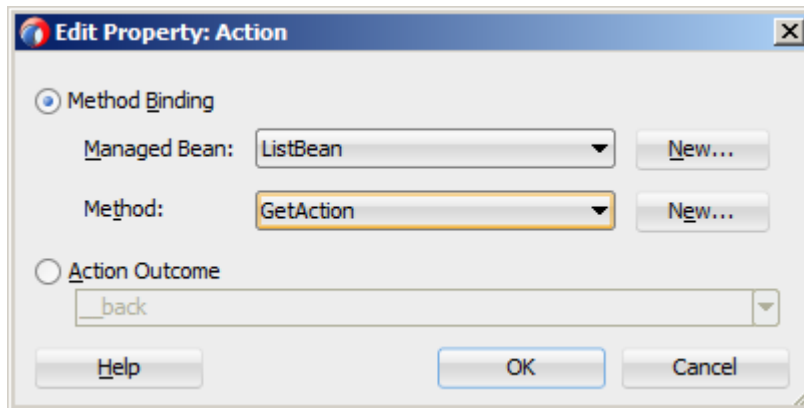 Edit Property: Action
Method Binding
Managed Bean: ListBean New...
Method: GetAction New...
Action Outcome
__back
Help OK Cancel